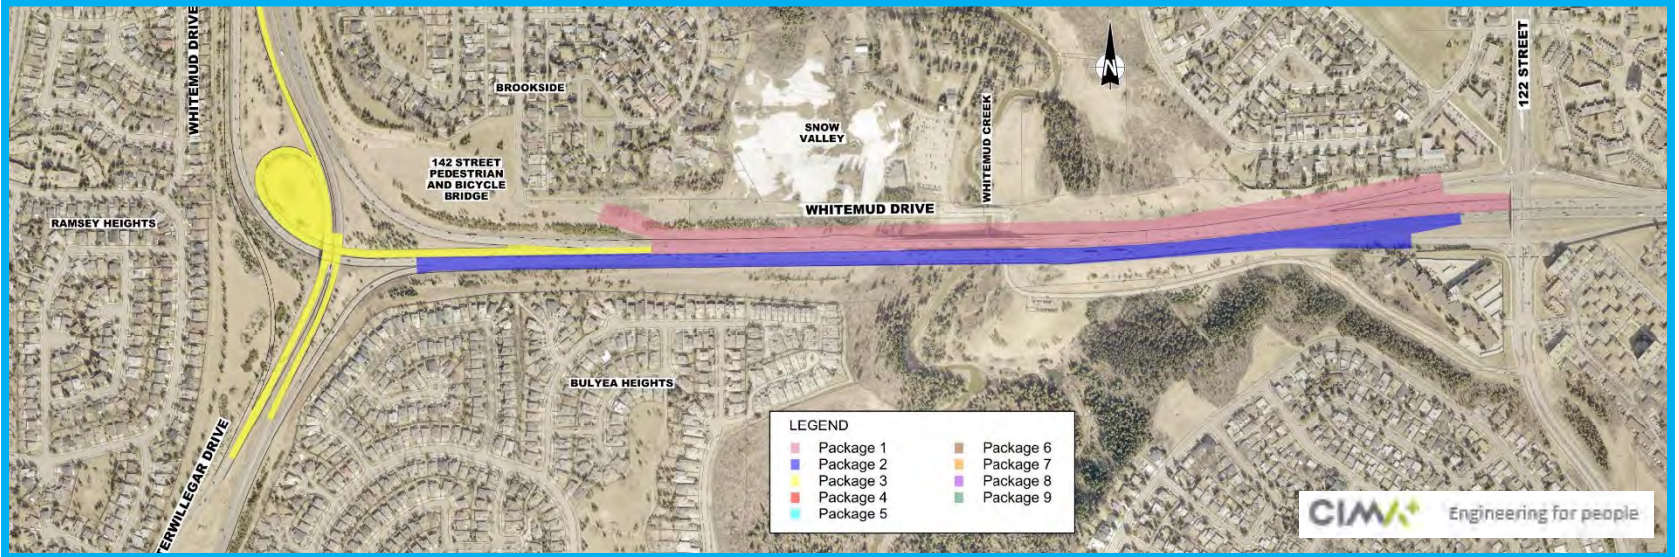 WHITEMUD DRIVE
BROOKSIDE
N
122 STREET
SNOW
VALLEY
WHITEMUD CREEK
142 STREET
PEDESTRIAN
AND BICYCLE
BRIDGE
WHITEMUD DRIVE
RAMSEY HEIGHTS
BULYEA HEIGHTS
TERWILLEGAR DRIVE
LEGEND
Package 1
Package 2
Package 3
Package 4
Package 5
Package 6
Package 7
Package 8
Package 9
CIMA+
Engineering for people